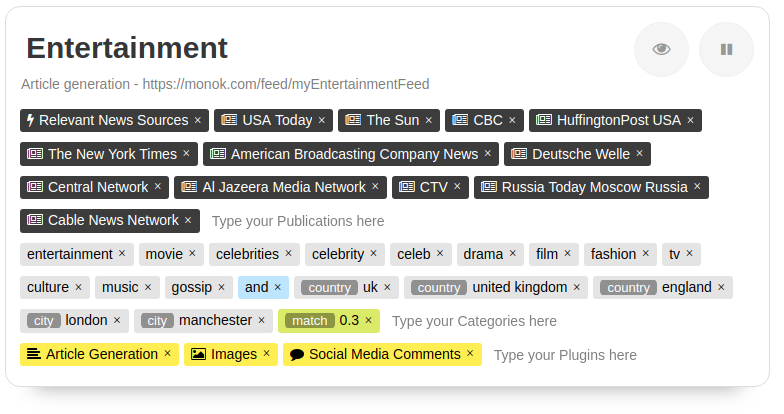 Entertainment
Article generation - https://monok.com/feed/myEntertainmentFeed
Relevant News Sources × USA Today × The Sun × CBC × HuffingtonPost USA ×
The New York Times × American Broadcasting Company News × Deutsche Welle ×
Central Network × Al Jazeera Media Network × CTV × Russia Today Moscow Russia ×
Cable News Network × Type your Publications here
entertainment × movie × celebrities × celebrity × celeb × drama × film × fashion × tv ×
culture × music × gossip × and × country uk × country united kingdom × country england ×
city london × city manchester × match 0.3 × Type your Categories here
Article Generation × Images × Social Media Comments × Type your Plugins here